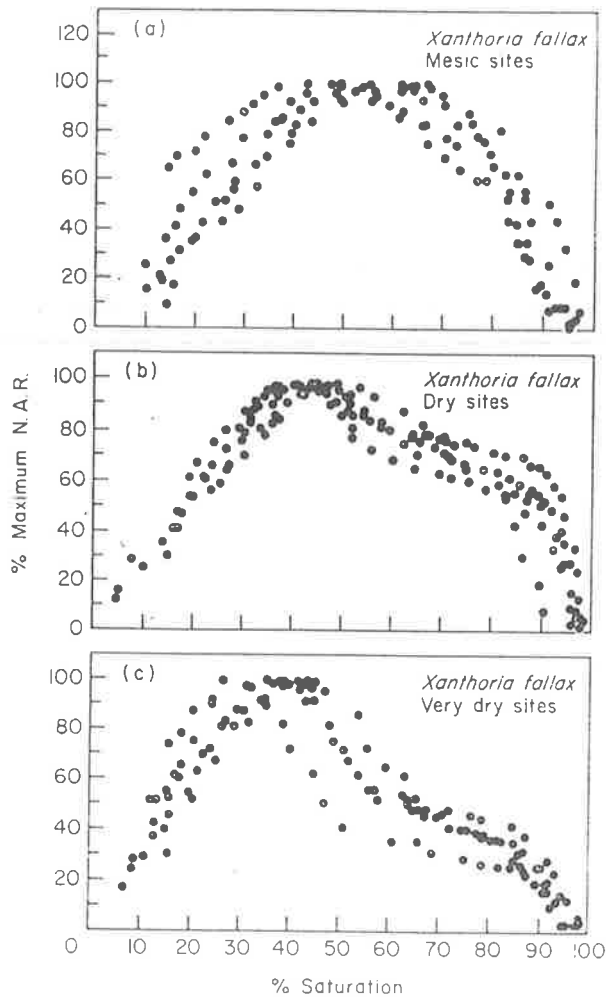 120
(a)
Xanthoria fallax
Mesic sites
100
80
60
40
20
0
(b)
Xanthoria fallax
Dry sites
100
80
60
40
20
0
(c)
Xanthoria fallax
Very dry sites
100
80
60
40
20
0 10 20 30 40 50 60 70 80 90 100
% Maximum N.A.R.
% Saturation